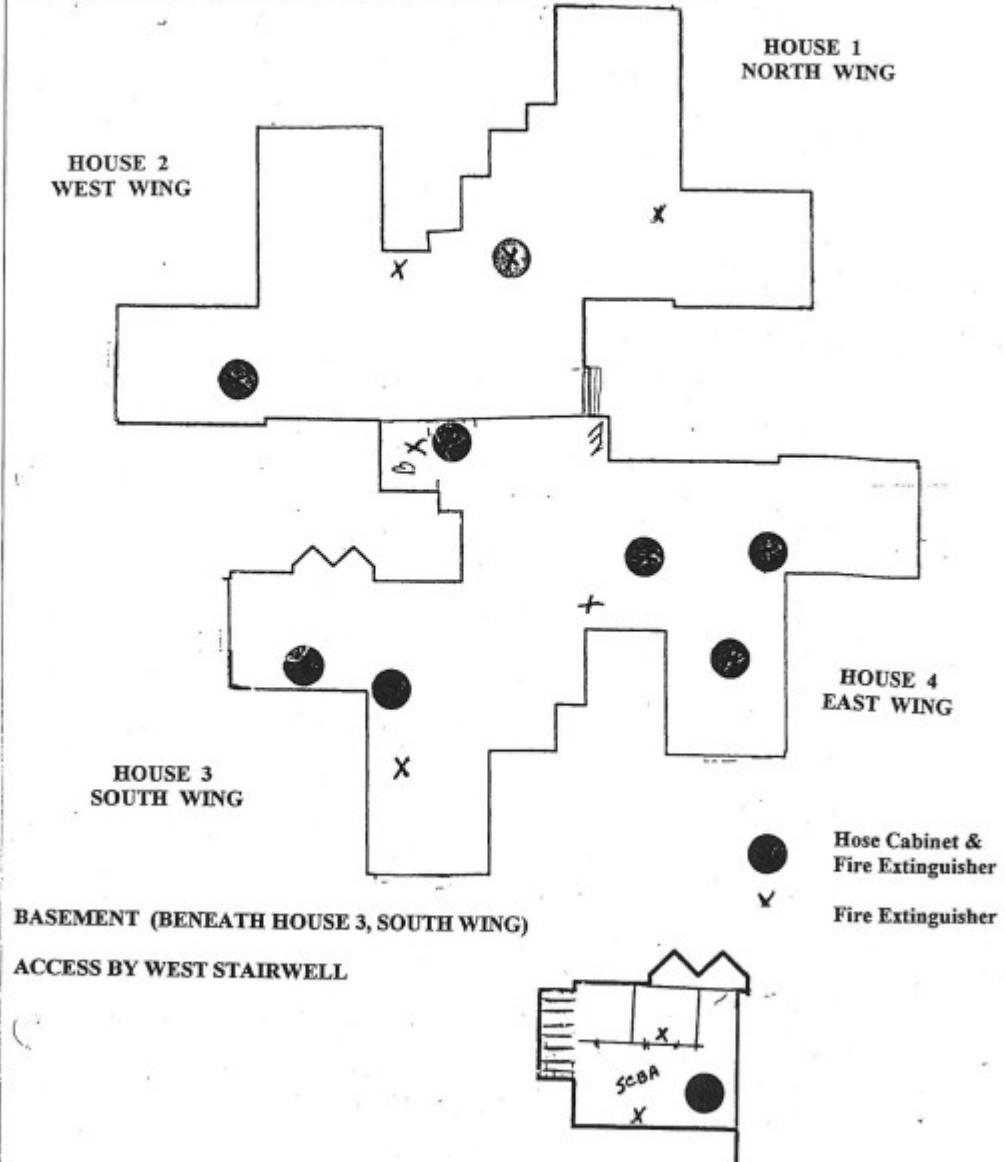 HOUSE 1
NORTH WING
HOUSE 2
WEST WING
X
X
X
X
B
X
HOUSE 4
EAST WING
X
HOUSE 3
SOUTH WING
Hose Cabinet &
Fire Extinguisher
X
Fire Extinguisher
BASEMENT (BENEATH HOUSE 3, SOUTH WING)
ACCESS BY WEST STAIRWELL
X
SCBA
X